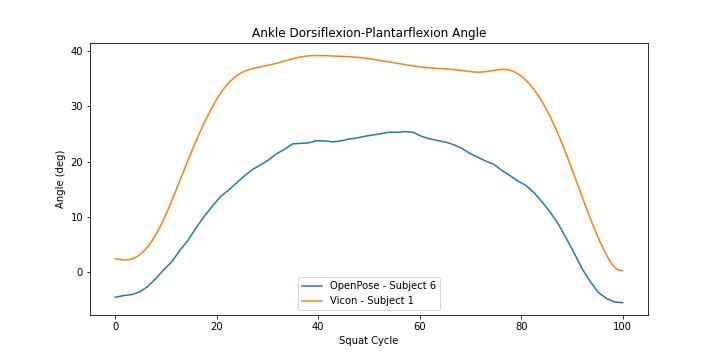 Ankle Dorsiflexion-Plantarflexion Angle
40
30
20
10
0
Angle (deg)
OpenPose - Subject 6
Vicon - Subject 1
0 20 40 60 80 100
Squat Cycle